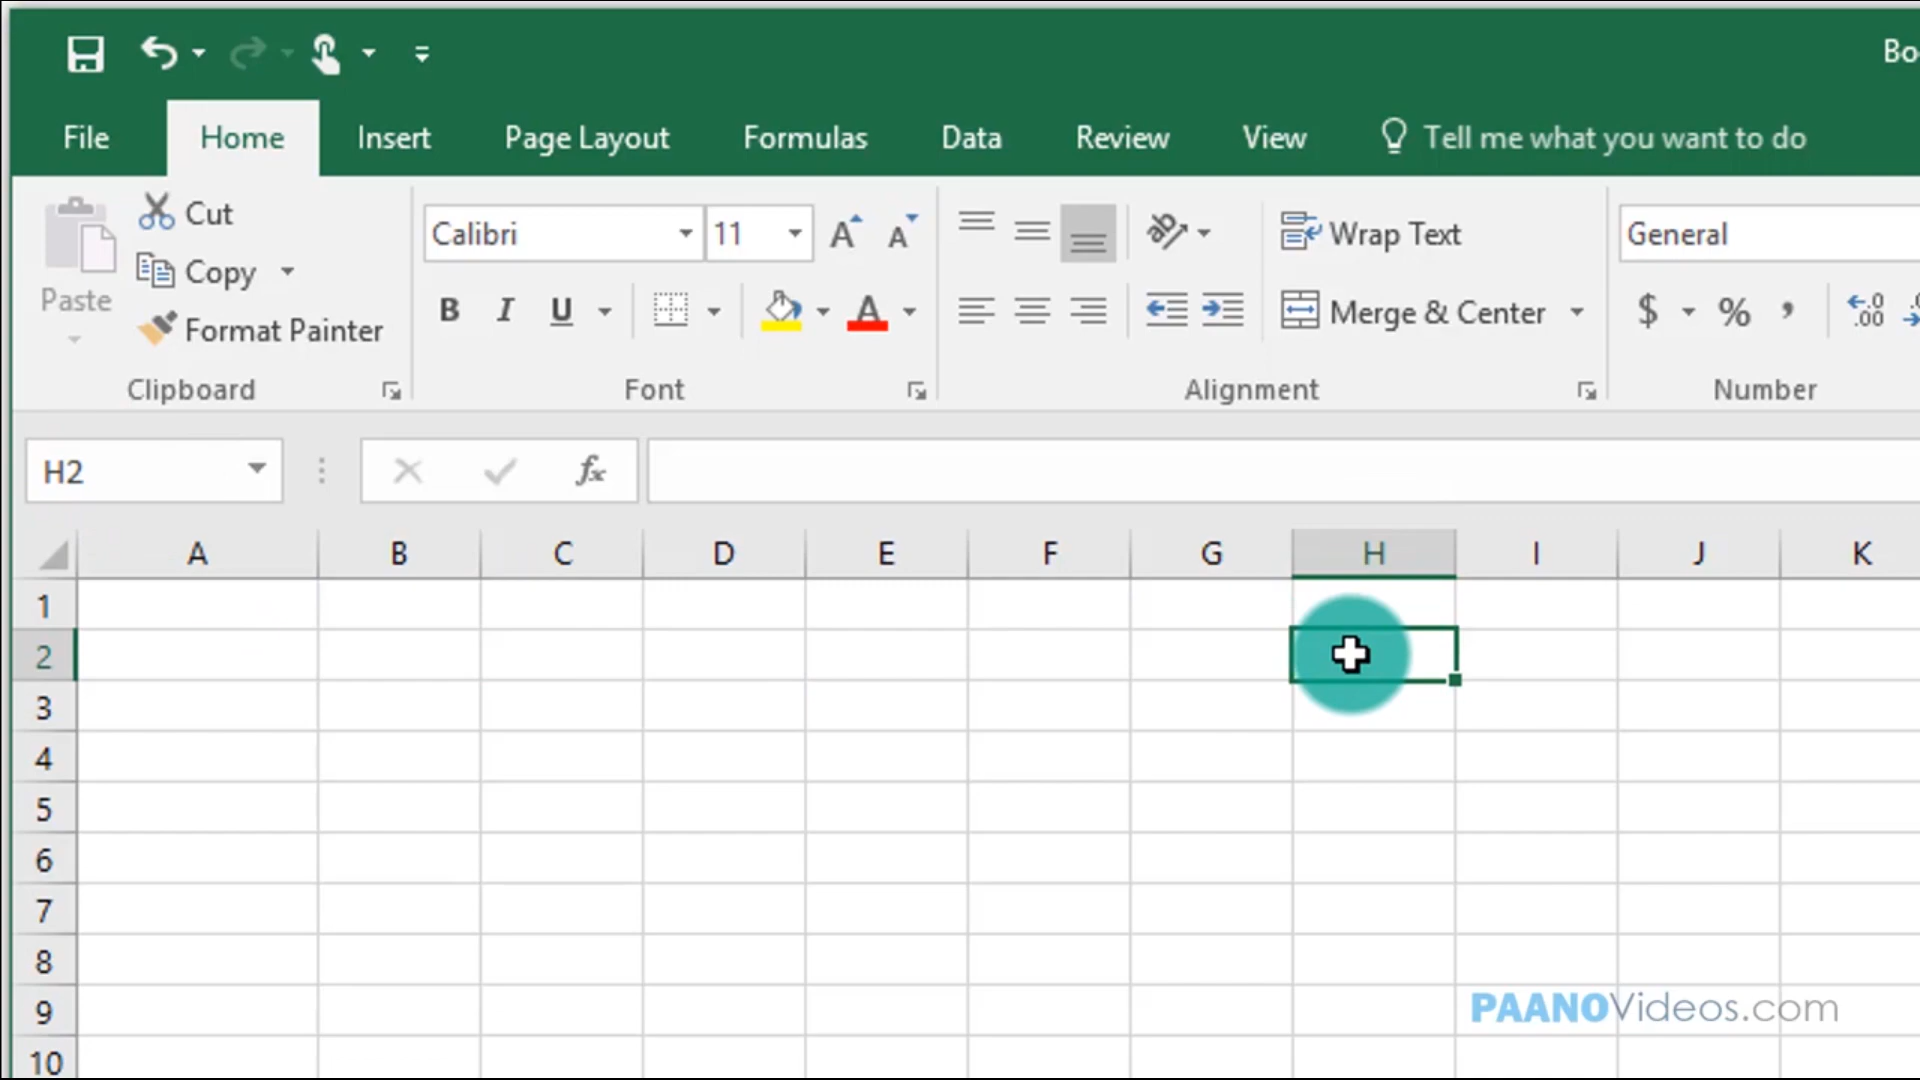 Bo
File Home Insert Page Layout Formulas Data Review View Tell me what you want to do
Cut
Copy
Format Painter
Paste
Clipboard
Calibri 11
B I U A
Font
Wrap Text
Merge & Center
Alignment
General
$ % ,
Number
H2 fx
A B C D E F G H I J K
1
2
3
4
5
6
7
8
9
10
PAANOVideos.com